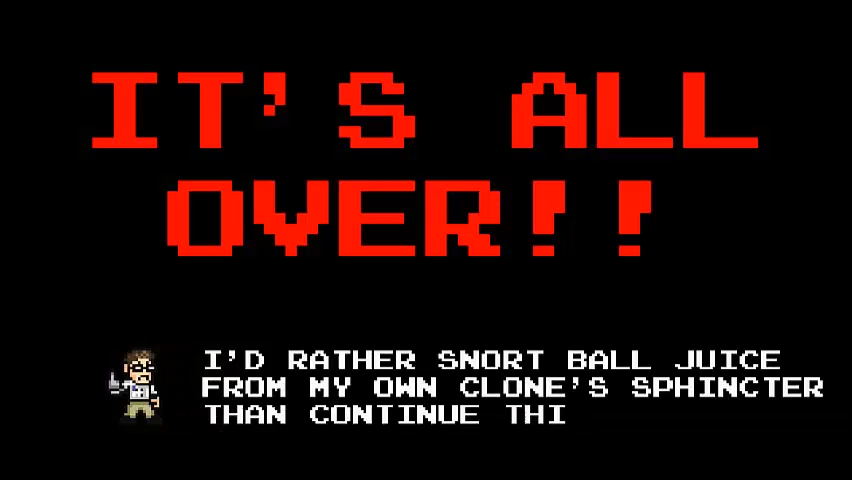 IT'S ALL
OVER!!
I'D RATHER SNORT BALL JUICE
FROM MY OWN CLONE'S SPHINCTER
THAN CONTINUE THI